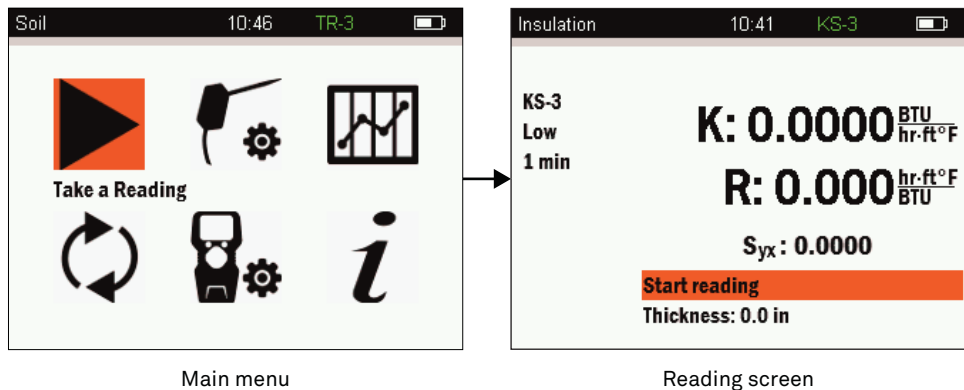 Soil 10:46 TR-3
Take a Reading
i
Main menu
Insulation 10:41 KS-3
KS-3
Low
1 min
K: 0.0000 BTU
hr·ft°F
R: 0.000 hr·ft°F
BTU
Syx: 0.0000
Start reading
Thickness: 0.0 in
Reading screen